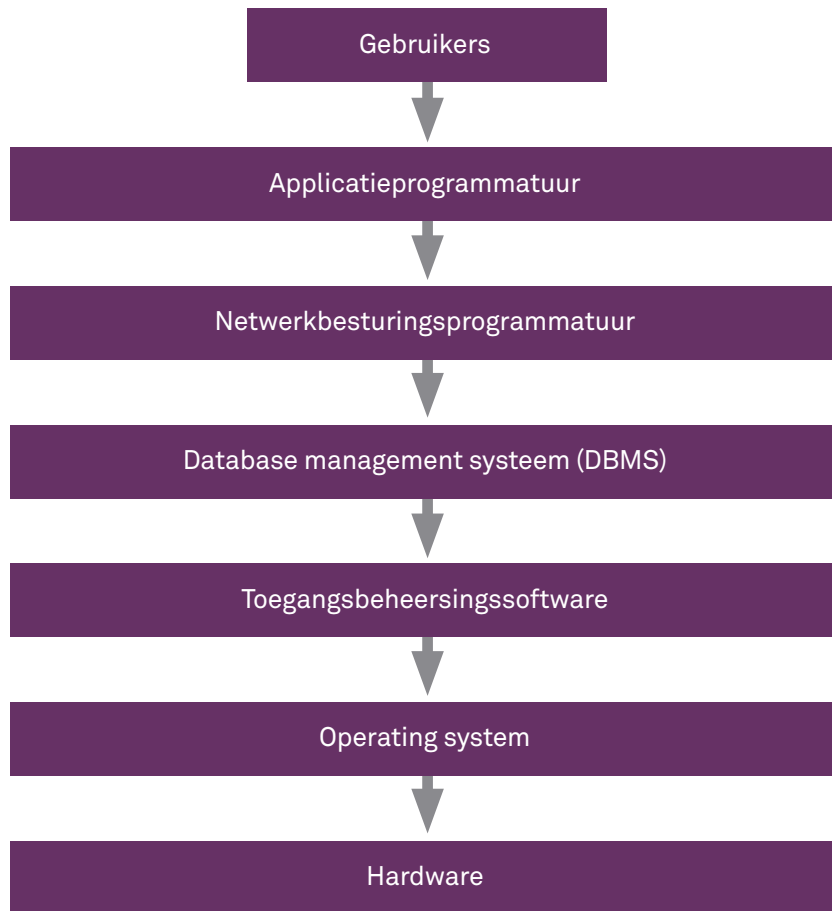 Gebruikers
Applicatieprogrammatuur
Netwerkbesturingsprogrammatuur
Database management systeem (DBMS)
Toegangsbeheersingssoftware
Operating system
Hardware